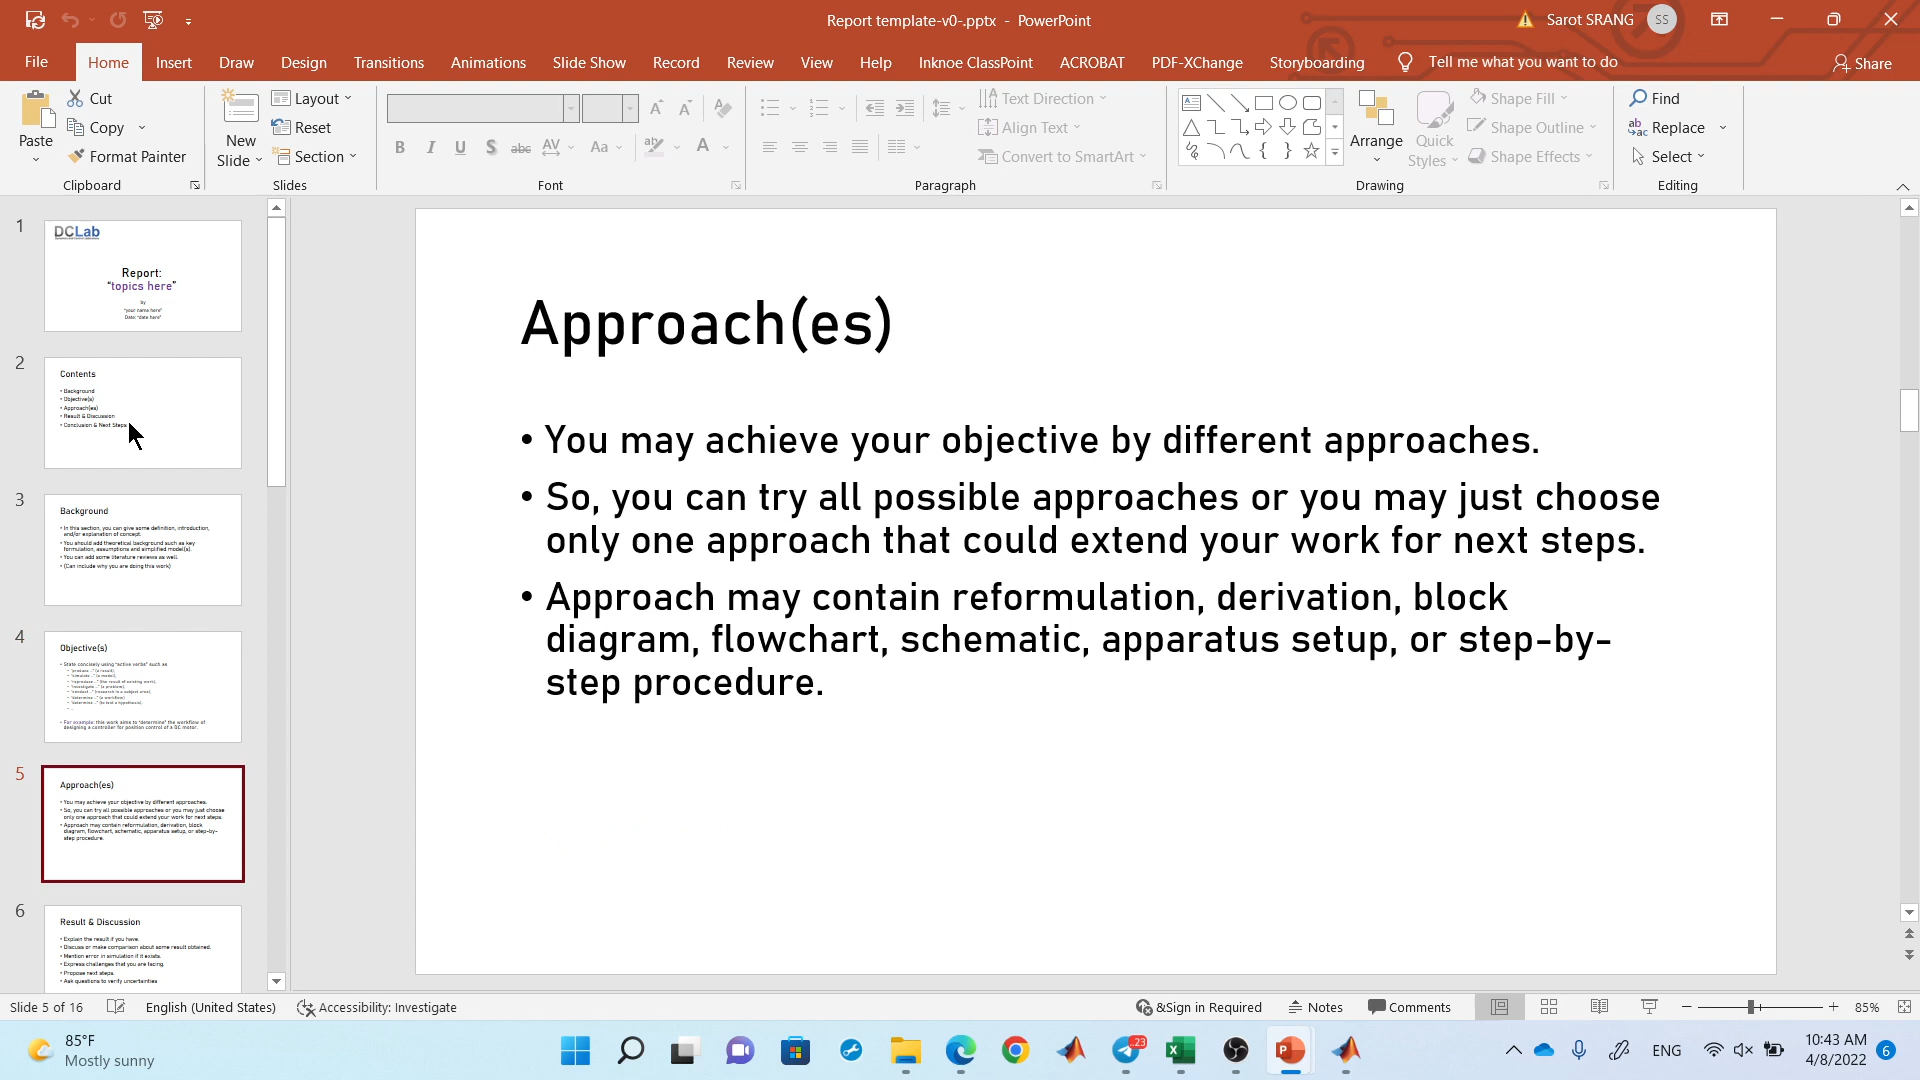 Report template-v0-.pptx - PowerPoint
Sarot SRANG
SS
File
Home
Insert
Draw
Design
Transitions
Animations
Slide Show
Record
Review
View
Help
Inknoe ClassPoint
ACROBAT
PDF-XChange
Storyboarding
Tell me what you want to do
Share
Paste
Cut
Copy
Format Painter
Clipboard
New
Slide
Layout
Reset
Section
Slides
Font
Text Direction
Align Text
Convert to SmartArt
Paragraph
Arrange
Quick
Styles
Shape Fill
Shape Outline
Shape Effects
Drawing
Find
Replace
Select
Editing
1
DCLab
Report:
"topics here"
by
"your name here"
Date: "date here"
2
Contents
• Background
• Objective(s)
• Approach(es)
• Result & Discussion
• Conclusion & Next Steps
3
Background
• In this section, you can give some definition, introduction,
and/or explanation of concept.
• You should add theoretical background such as key
formulation, assumptions and simplified model(s).
• You can add some literature reviews as well.
• (Can include why you are doing this work)
4
Objective(s)
• State concisely using "active verbs" such as
– "produce …" (a result),
– "simulate …" (a model),
– "reproduce …" (the result of existing work),
– "investigate …" (a problem),
– "conduct …" (research in a subject area),
– "determine …" (a workflow)
– "determine …" (to test a hypothesis),
– …
• For example: this work aims to "determine" the workflow of
designing a controller for position control of a DC motor.
5
Approach(es)
• You may achieve your objective by different approaches.
• So, you can try all possible approaches or you may just choose
only one approach that could extend your work for next steps.
• Approach may contain reformulation, derivation, block
diagram, flowchart, schematic, apparatus setup, or step-by-
step procedure.
6
Result & Discussion
• Explain the result if you have.
• Discuss or make comparison about some result obtained.
• Mention error in simulation if it exists.
• Express challenges that you are facing.
• Propose next steps.
• Ask questions to verify uncertainties
Approach(es)
• You may achieve your objective by different approaches.
• So, you can try all possible approaches or you may just choose
only one approach that could extend your work for next steps.
• Approach may contain reformulation, derivation, block
diagram, flowchart, schematic, apparatus setup, or step-by-
step procedure.
Slide 5 of 16
English (United States)
Accessibility: Investigate
&Sign in Required
Notes
Comments
85%
85°F
Mostly sunny
23
ENG
10:43 AM
4/8/2022
6